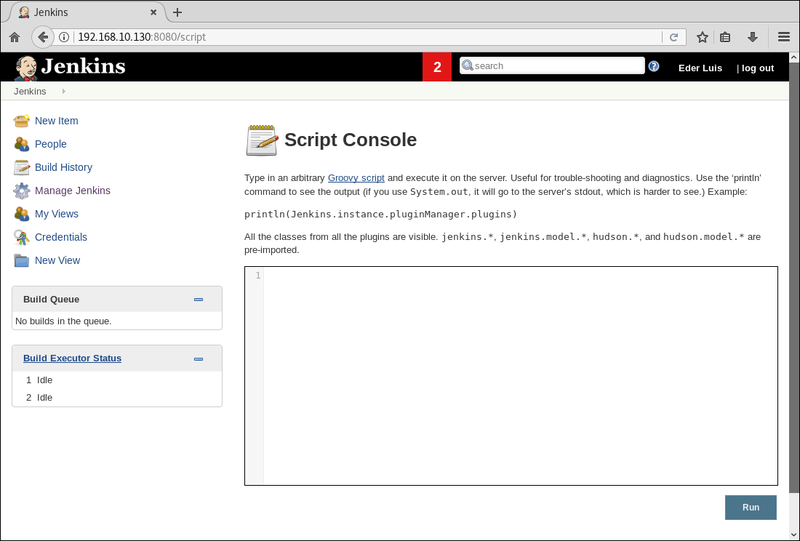 Jenkins
192.168.10.130:8080/script
Jenkins
2
search
Eder Luis
| log out
Jenkins
New Item
People
Build History
Manage Jenkins
My Views
Credentials
New View
Build Queue
No builds in the queue.
Build Executor Status
1 Idle
2 Idle
Script Console
Type in an arbitrary Groovy script and execute it on the server. Useful for trouble-shooting and diagnostics. Use the ‘println’
command to see the output (if you use System.out, it will go to the server’s stdout, which is harder to see.) Example:
println(Jenkins.instance.pluginManager.plugins)
All the classes from all the plugins are visible. jenkins.*, jenkins.model.*, hudson.*, and hudson.model.* are
pre-imported.
1
Run